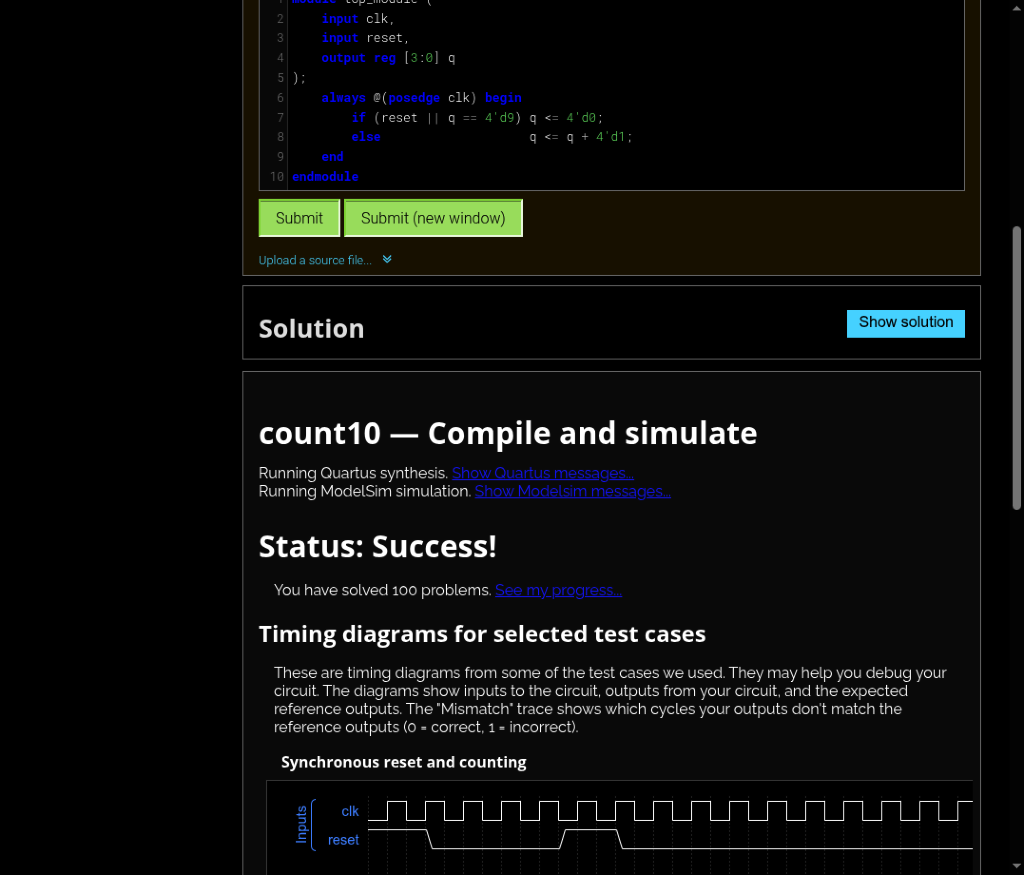 1 module top_module (
2 input clk,
3 input reset,
4 output reg [3:0] q
5 );
6 always @(posedge clk) begin
7 if (reset || q == 4'd9) q <= 4'd0;
8 else q <= q + 4'd1;
9 end
10 endmodule
Submit Submit (new window)
Upload a source file...
Solution Show solution
count10 — Compile and simulate
Running Quartus synthesis. Show Quartus messages...
Running ModelSim simulation. Show Modelsim messages...
Status: Success!
You have solved 100 problems. See my progress...
Timing diagrams for selected test cases
These are timing diagrams from some of the test cases we used. They may help you debug your
circuit. The diagrams show inputs to the circuit, outputs from your circuit, and the expected
reference outputs. The "Mismatch" trace shows which cycles your outputs don't match the
reference outputs (0 = correct, 1 = incorrect).
Synchronous reset and counting
Inputs
clk
reset